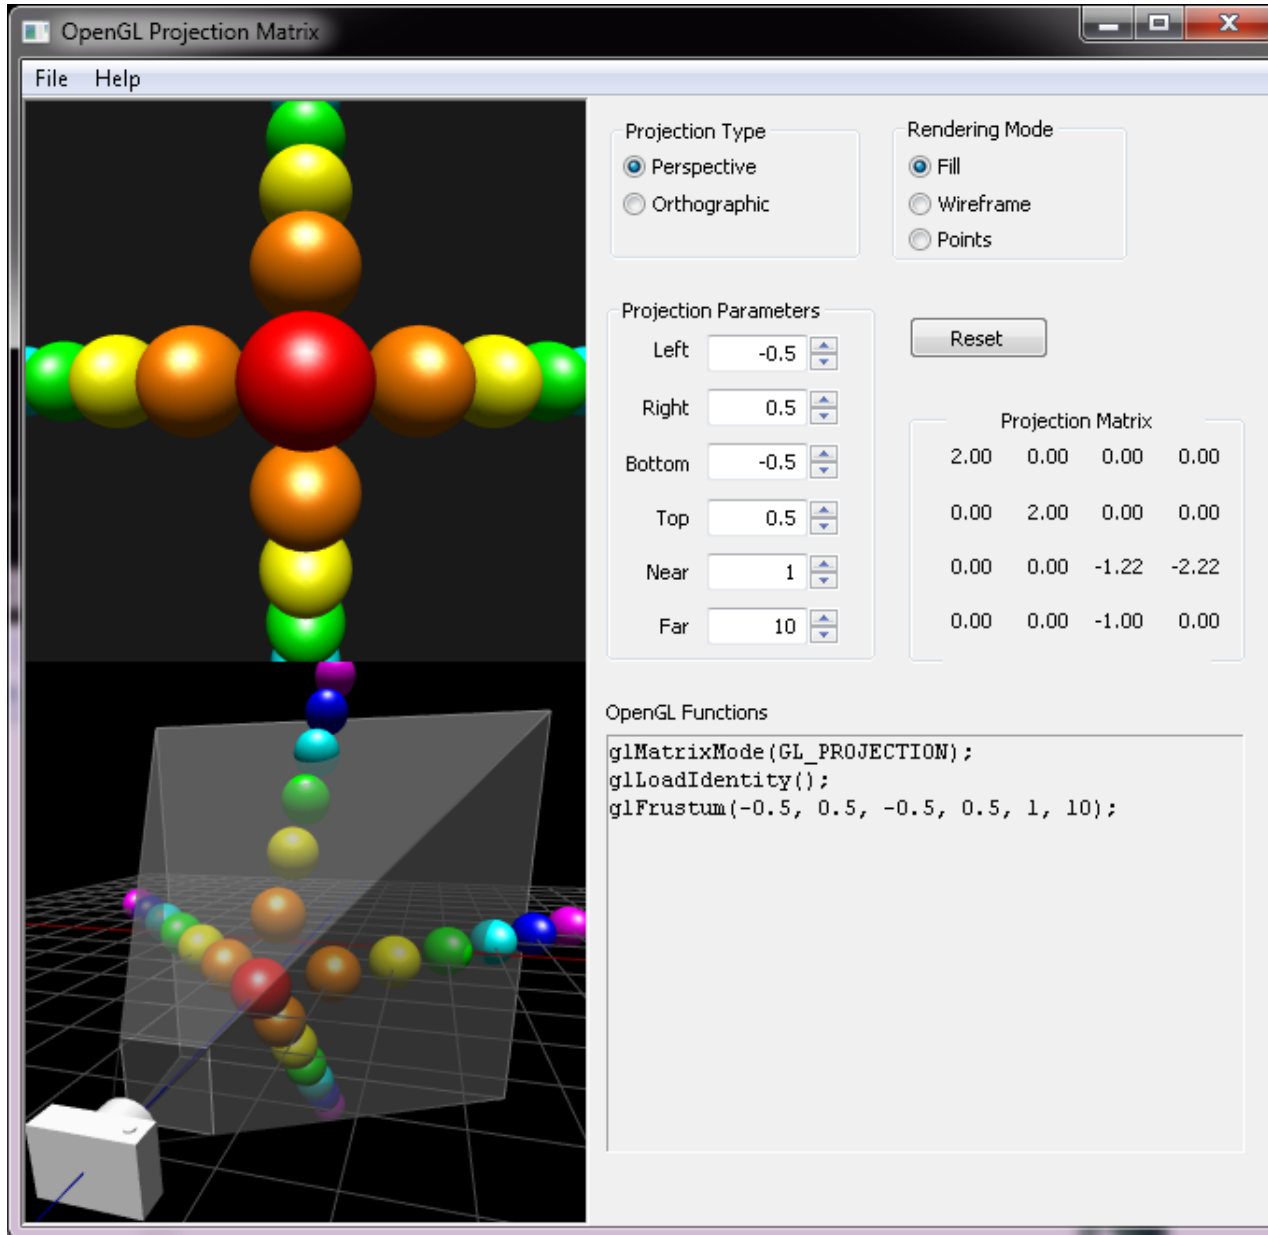 OpenGL Projection Matrix
File Help
Projection Type
Perspective
Orthographic
Rendering Mode
Fill
Wireframe
Points
Projection Parameters
Left -0.5
Right 0.5
Bottom -0.5
Top 0.5
Near 1
Far 10
Reset
Projection Matrix
2.00 0.00 0.00 0.00
0.00 2.00 0.00 0.00
0.00 0.00 -1.22 -2.22
0.00 0.00 -1.00 0.00
OpenGL Functions
glMatrixMode(GL_PROJECTION);
glLoadIdentity();
glFrustum(-0.5, 0.5, -0.5, 0.5, 1, 10);